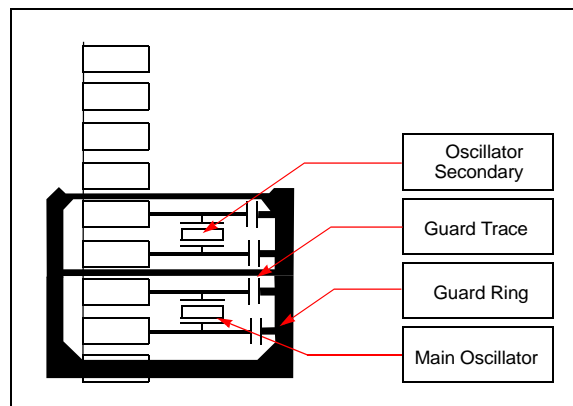 Oscillator
Secondary
Guard Trace
Guard Ring
Main Oscillator